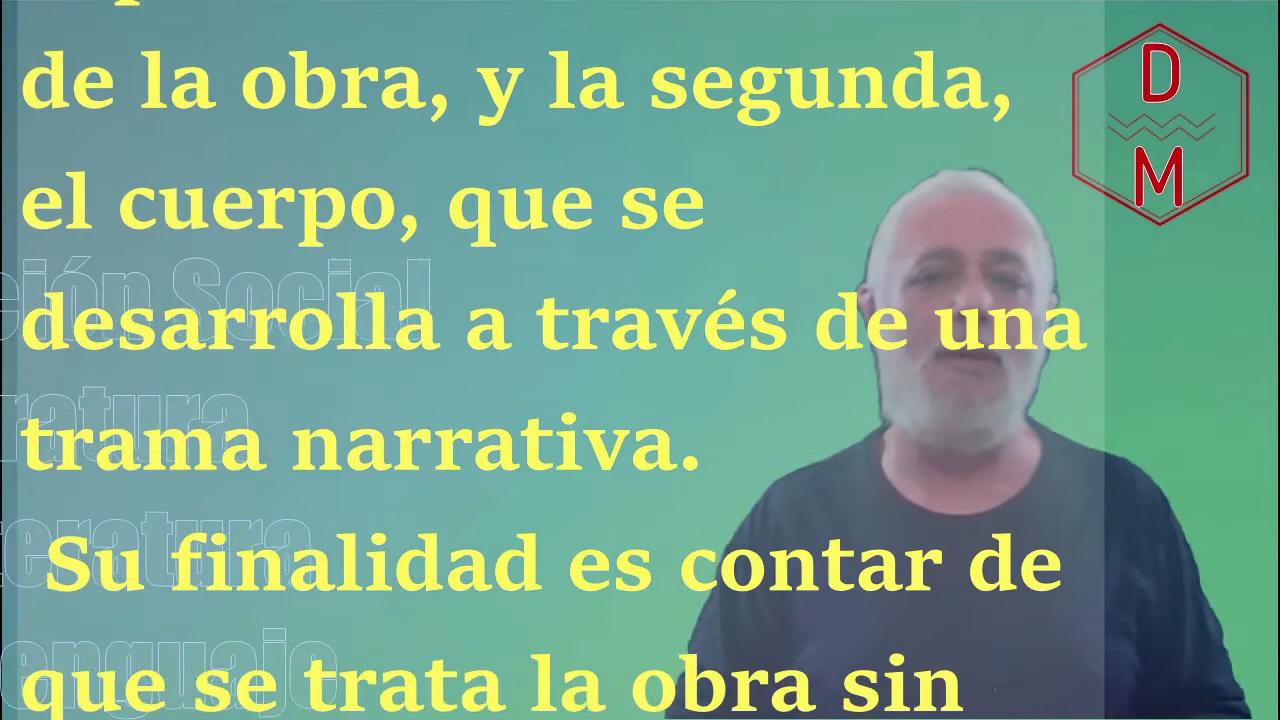 de la obra, y la segunda,
el cuerpo, que se
desarrolla a través de una
trama narrativa.
Su finalidad es contar de
que se trata la obra sin
D
M
Social